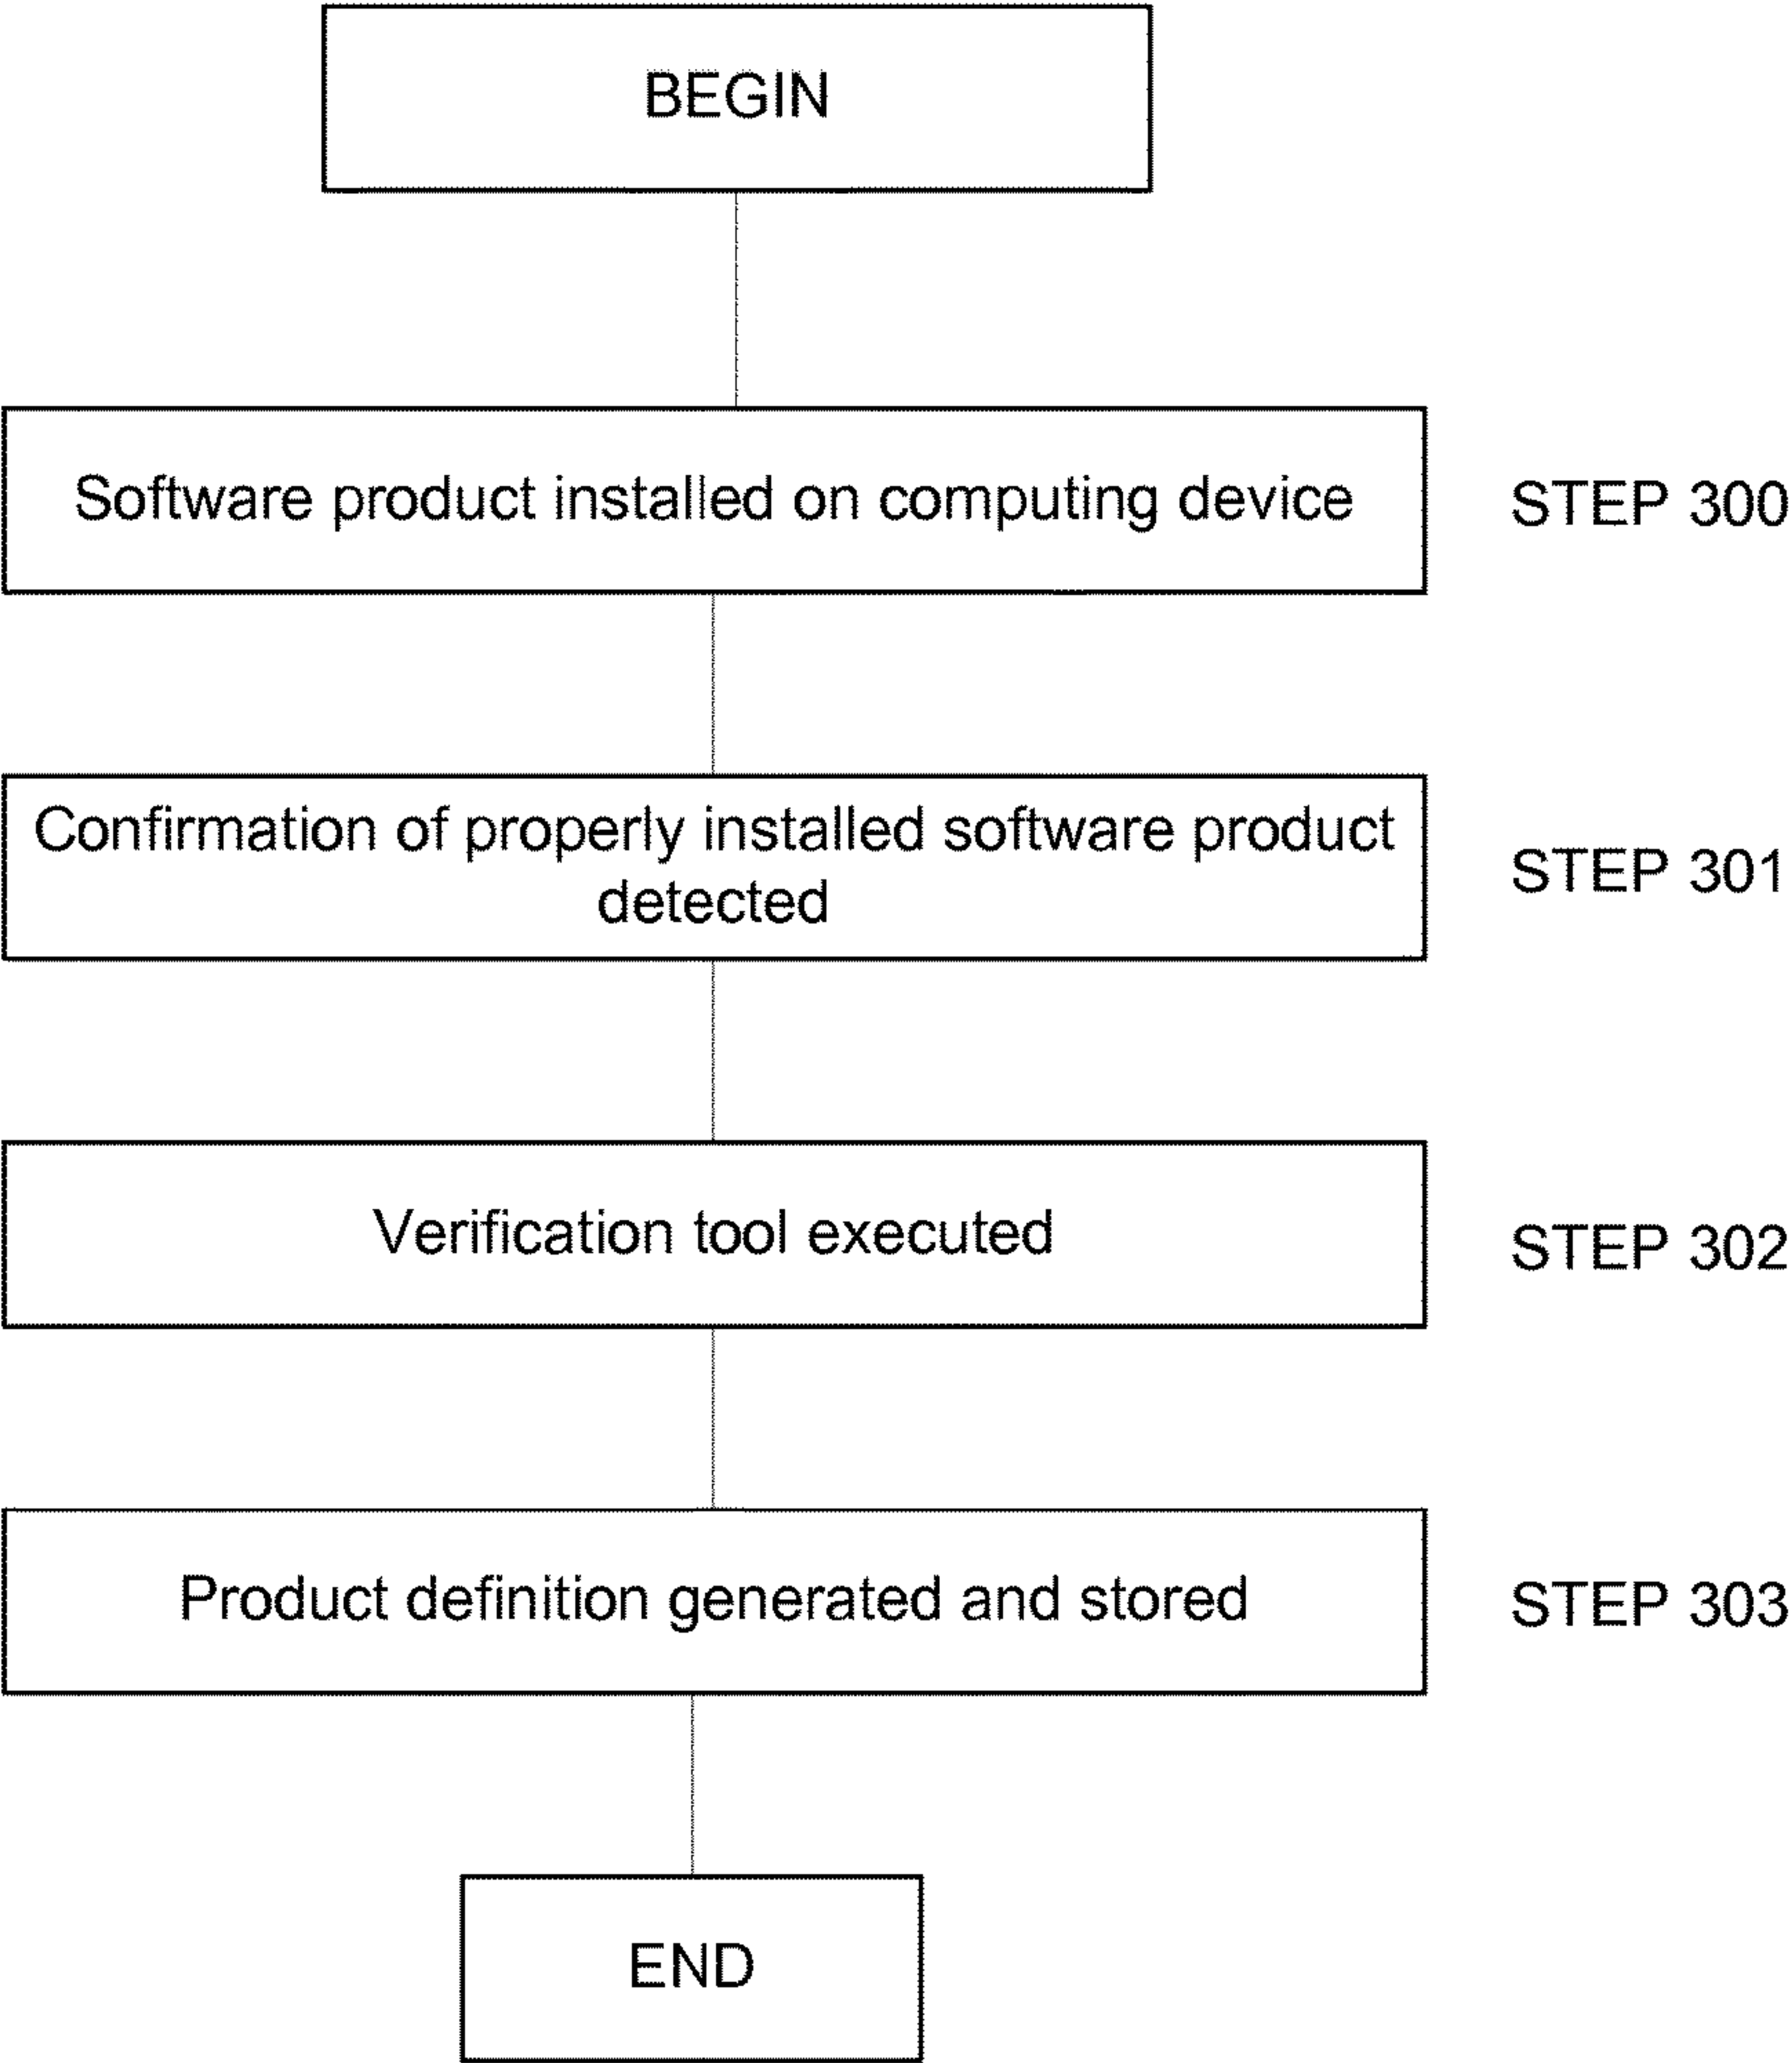 BEGIN
Software product installed on computing device
STEP 300
Confirmation of properly installed software product
detected
STEP 301
Verification tool executed
STEP 302
Product definition generated and stored
STEP 303
END